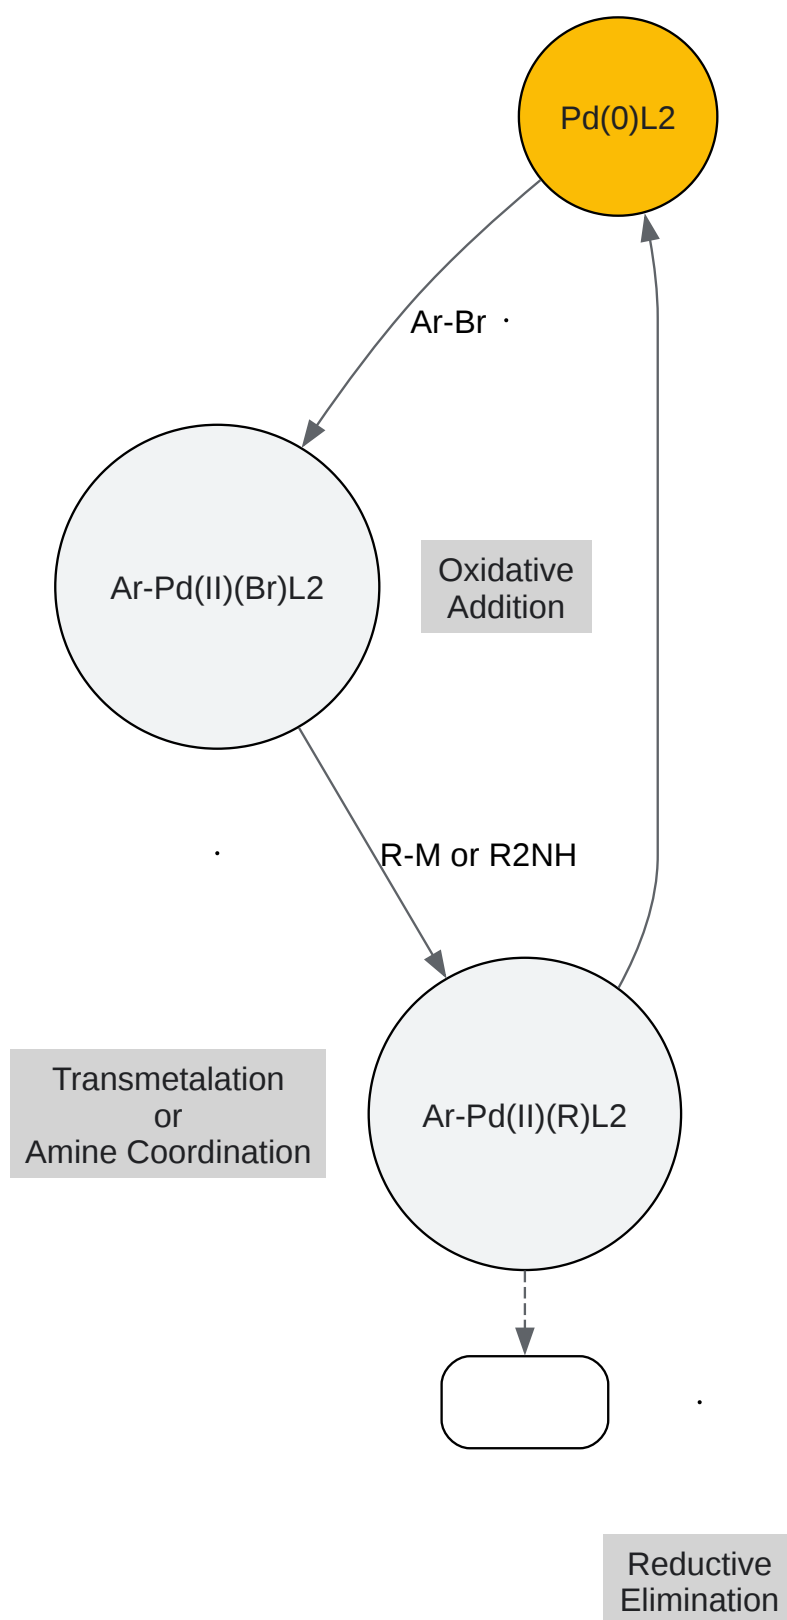 Pd(0)L2
Ar-Br
Ar-Pd(II)(Br)L2
Oxidative
Addition
R-M or R2NH
Transmetalation
or
Amine Coordination
Ar-Pd(II)(R)L2
Reductive
Elimination